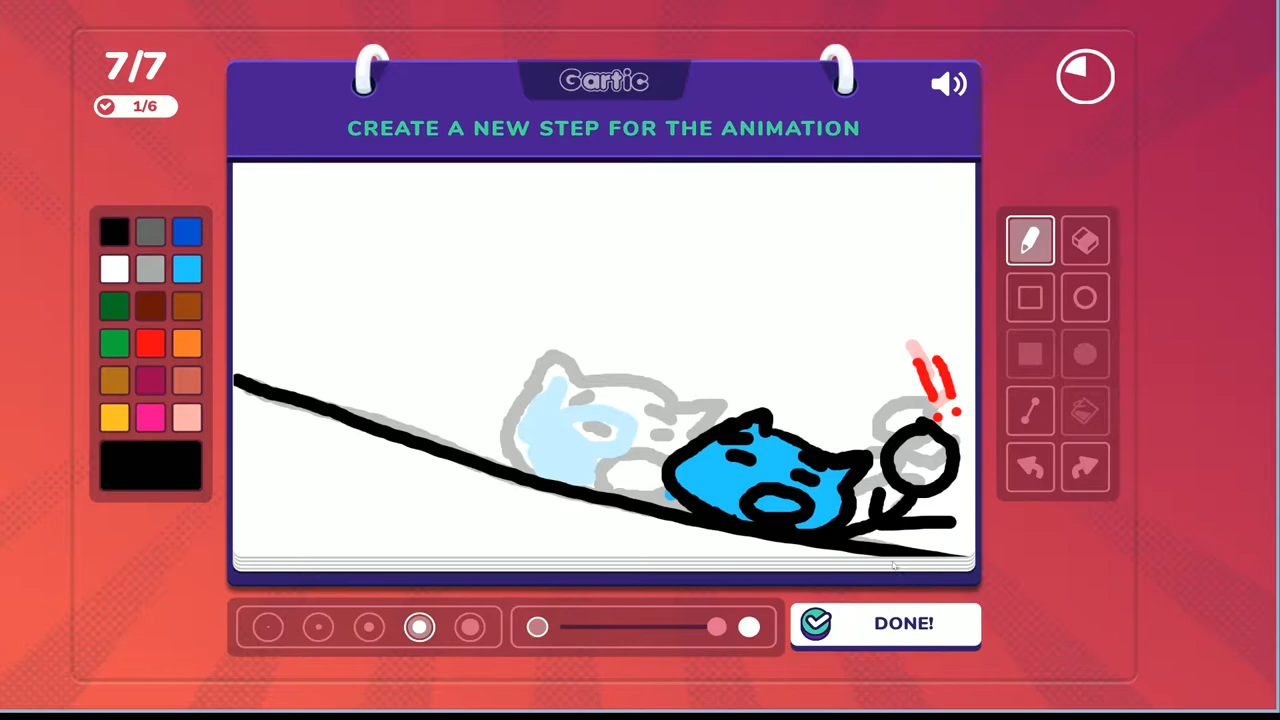 7/7
1/6
Gartic
CREATE A NEW STEP FOR THE ANIMATION
!!
DONE!